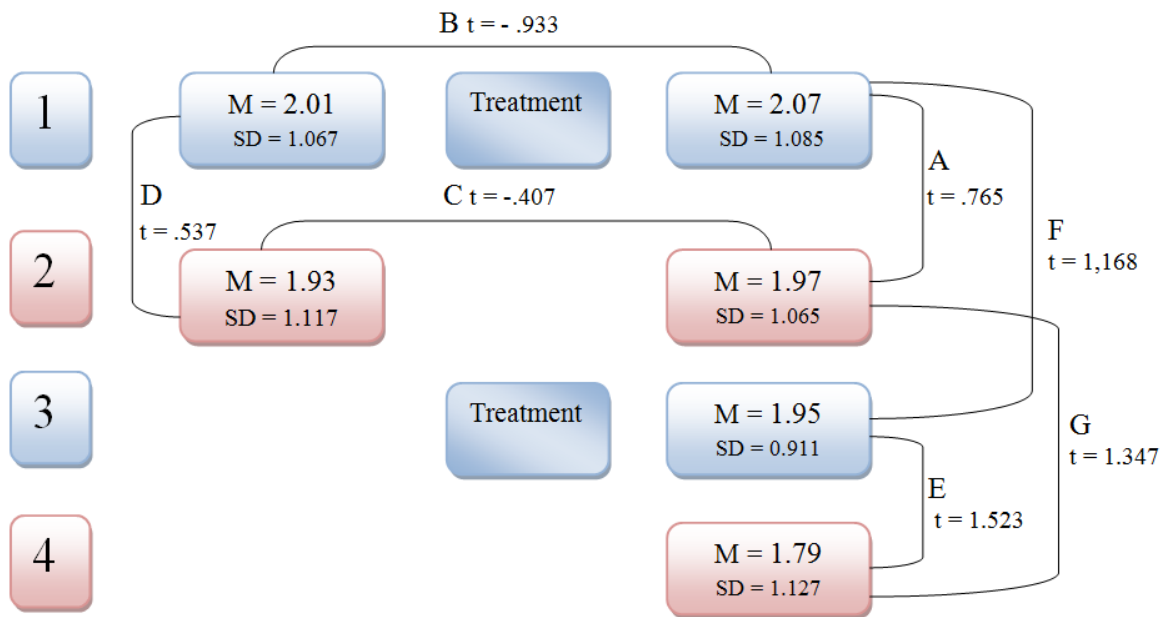 B t = - .933
1
M = 2.01
SD = 1.067
Treatment
M = 2.07
SD = 1.085
A
t = .765
D
t = .537
C t = -.407
F
t = 1,168
2
M = 1.93
SD = 1.117
M = 1.97
SD = 1.065
3
Treatment
M = 1.95
SD = 0.911
G
t = 1.347
E
t = 1.523
4
M = 1.79
SD = 1.127